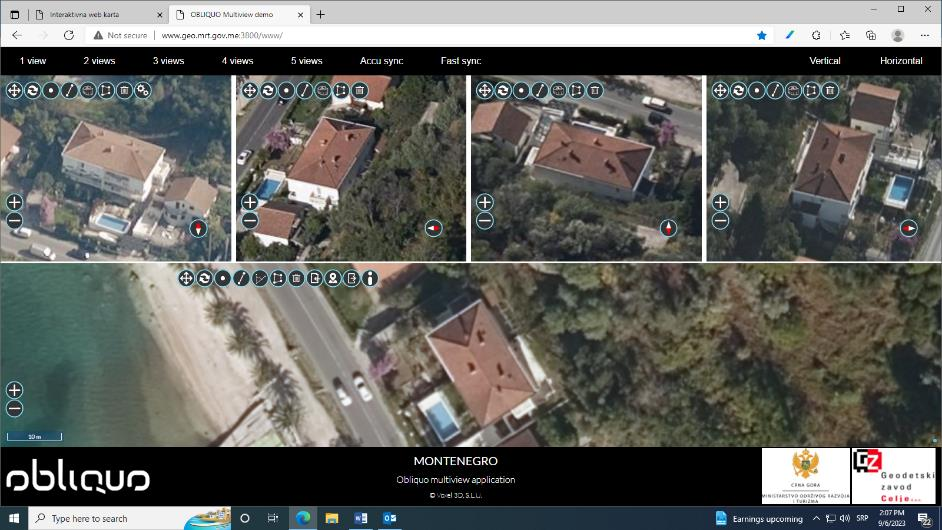 Interaktivna web karta
OBLIQUO Multiview demo
Not secure
www.geo.mrt.gov.me:3800/www/
1 view
2 views
3 views
4 views
5 views
Accu sync
Fast sync
Vertical
Horizontal
10 m
obliquo
MONTENEGRO
Obliquo multiview application
© Voxel 3D, S.L.U.
CRNA GORA
MINISTARSTVO ODRŽIVOG RAZVOJA
I TURIZMA
GZ
Geodetski
zavod
Celje
Type here to search
Earnings upcoming
SRP
2:07 PM
9/6/2023
22